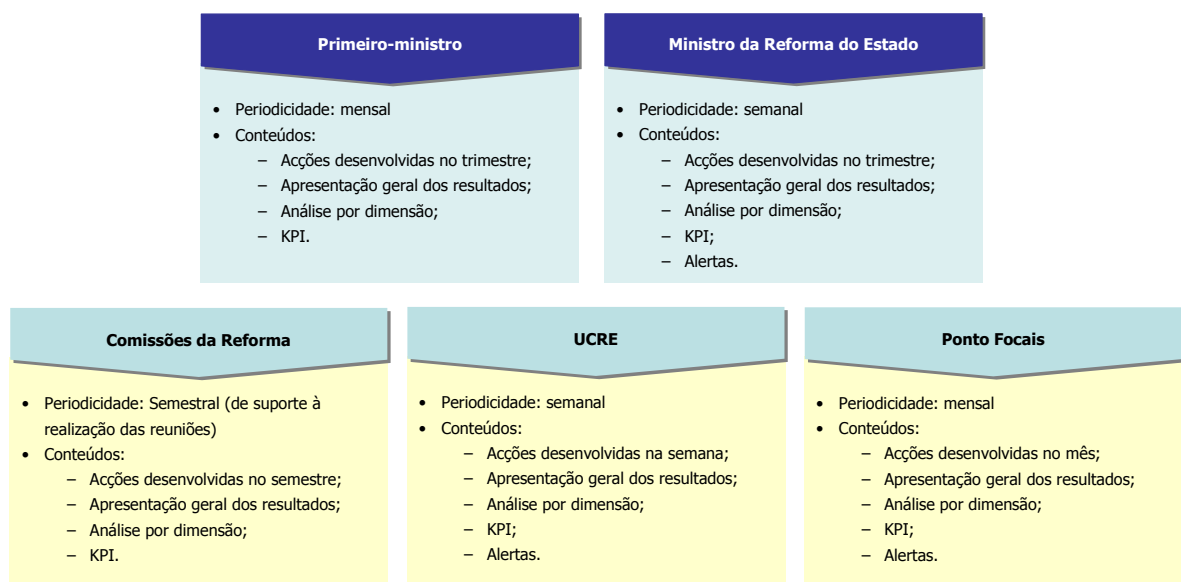 Primeiro-ministro
• Periodicidade: mensal
• Conteúdos:
– Acções desenvolvidas no trimestre;
– Apresentação geral dos resultados;
– Análise por dimensão;
– KPI.
Ministro da Reforma do Estado
• Periodicidade: semanal
• Conteúdos:
– Acções desenvolvidas no trimestre;
– Apresentação geral dos resultados;
– Análise por dimensão;
– KPI;
– Alertas.
Comissões da Reforma
• Periodicidade: Semestral (de suporte à
realização das reuniões)
• Conteúdos:
– Acções desenvolvidas no semestre;
– Apresentação geral dos resultados;
– Análise por dimensão;
– KPI.
UCRE
• Periodicidade: semanal
• Conteúdos:
– Acções desenvolvidas na semana;
– Apresentação geral dos resultados;
– Análise por dimensão;
– KPI;
– Alertas.
Ponto Focais
• Periodicidade: mensal
• Conteúdos:
– Acções desenvolvidas no mês;
– Apresentação geral dos resultados;
– Análise por dimensão;
– KPI;
– Alertas.